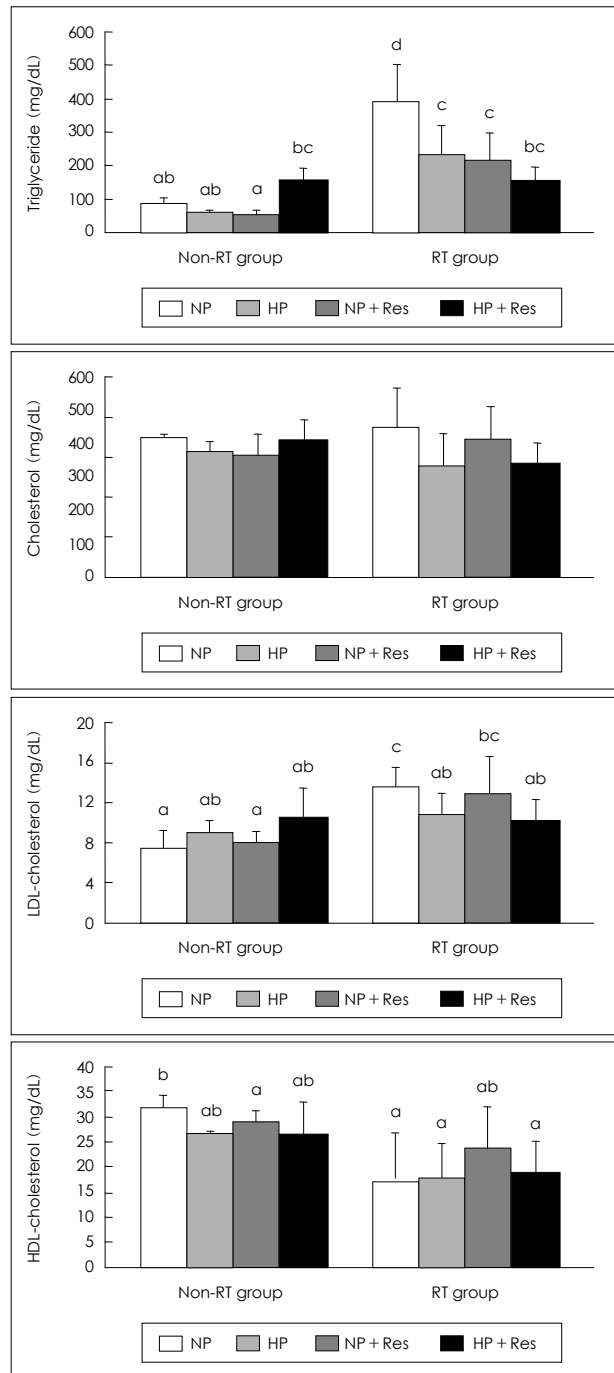 Triglyceride (mg/dL)
600
500
400
300
200
100
0
ab
ab
a
bc
d
c
c
bc
Non-RT group
RT group
NP HP NP + Res HP + Res
Cholesterol (mg/dL)
600
500
400
300
200
100
0
Non-RT group
RT group
NP HP NP + Res HP + Res
LDL-cholesterol (mg/dL)
20
16
12
8
4
0
a
ab
a
ab
c
ab
bc
ab
Non-RT group
RT group
NP HP NP + Res HP + Res
HDL-cholesterol (mg/dL)
40
35
30
25
20
15
10
5
0
b
ab
a
ab
a
a
ab
a
Non-RT group
RT group
NP HP NP + Res HP + Res